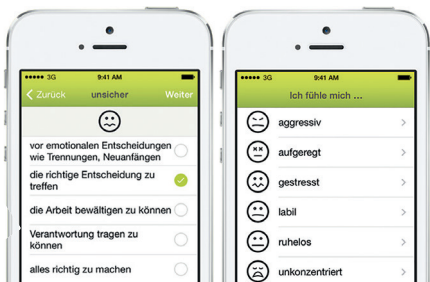 3G 9:41 AM
Zurück unsicher Weiter
vor emotionalen Entscheidungen
wie Trennungen, Neuanfängen
die richtige Entscheidung zu
treffen
die Arbeit bewältigen zu können
Verantwortung tragen zu
können
alles richtig zu machen
3G 9:41 AM
Ich fühle mich ...
aggressiv
aufgeregt
gestresst
labil
ruhelos
unkonzentriert